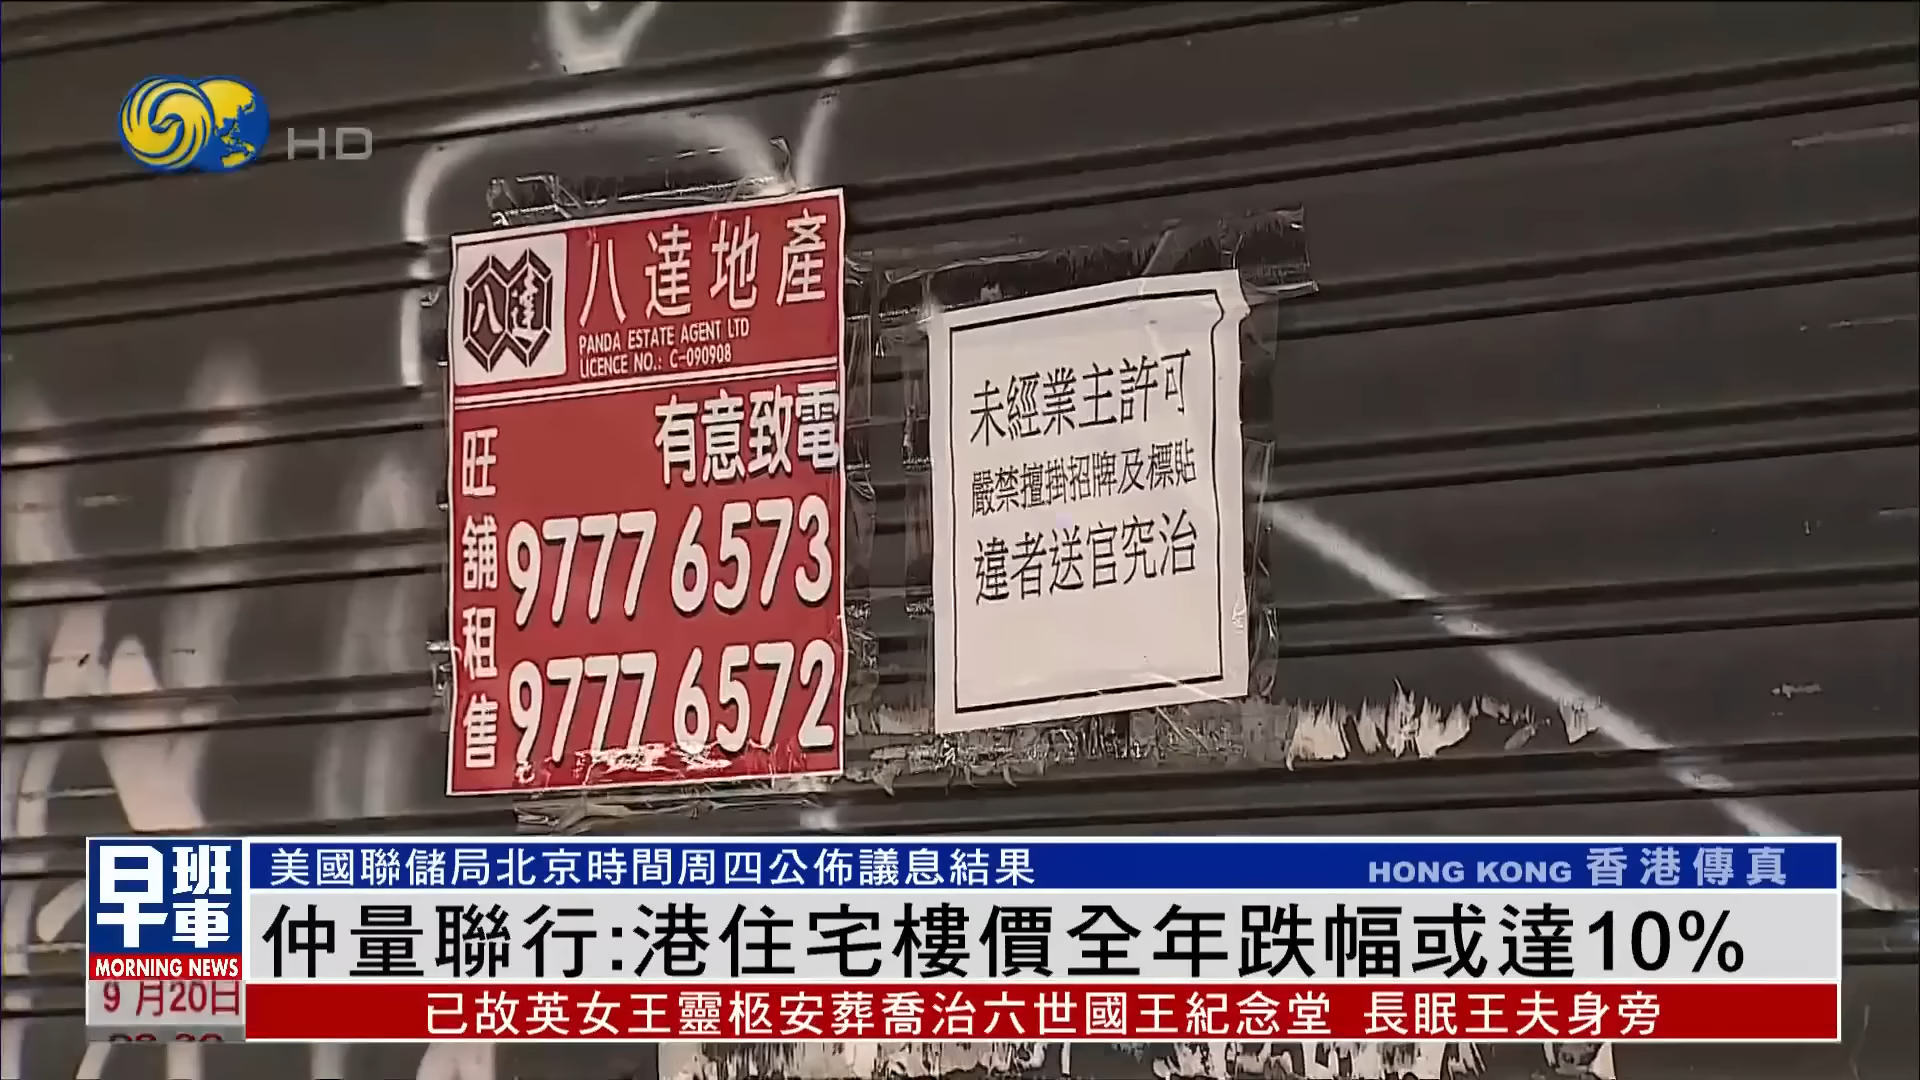 HD
八達
八達地產
PANDA ESTATE AGENT LTD
LICENCE NO.: C-090908
有意致電
旺舖租售
9777 6573
9777 6572
未經業主許可
嚴禁擅掛招牌及標貼
違者送官究治
早班車
MORNING NEWS
9月20日
美國聯儲局北京時間周四公佈議息結果
HONG KONG 香港傳真
仲量聯行:港住宅樓價全年跌幅或達10%
已故英女王靈柩安葬喬治六世國王紀念堂 長眠王夫身旁